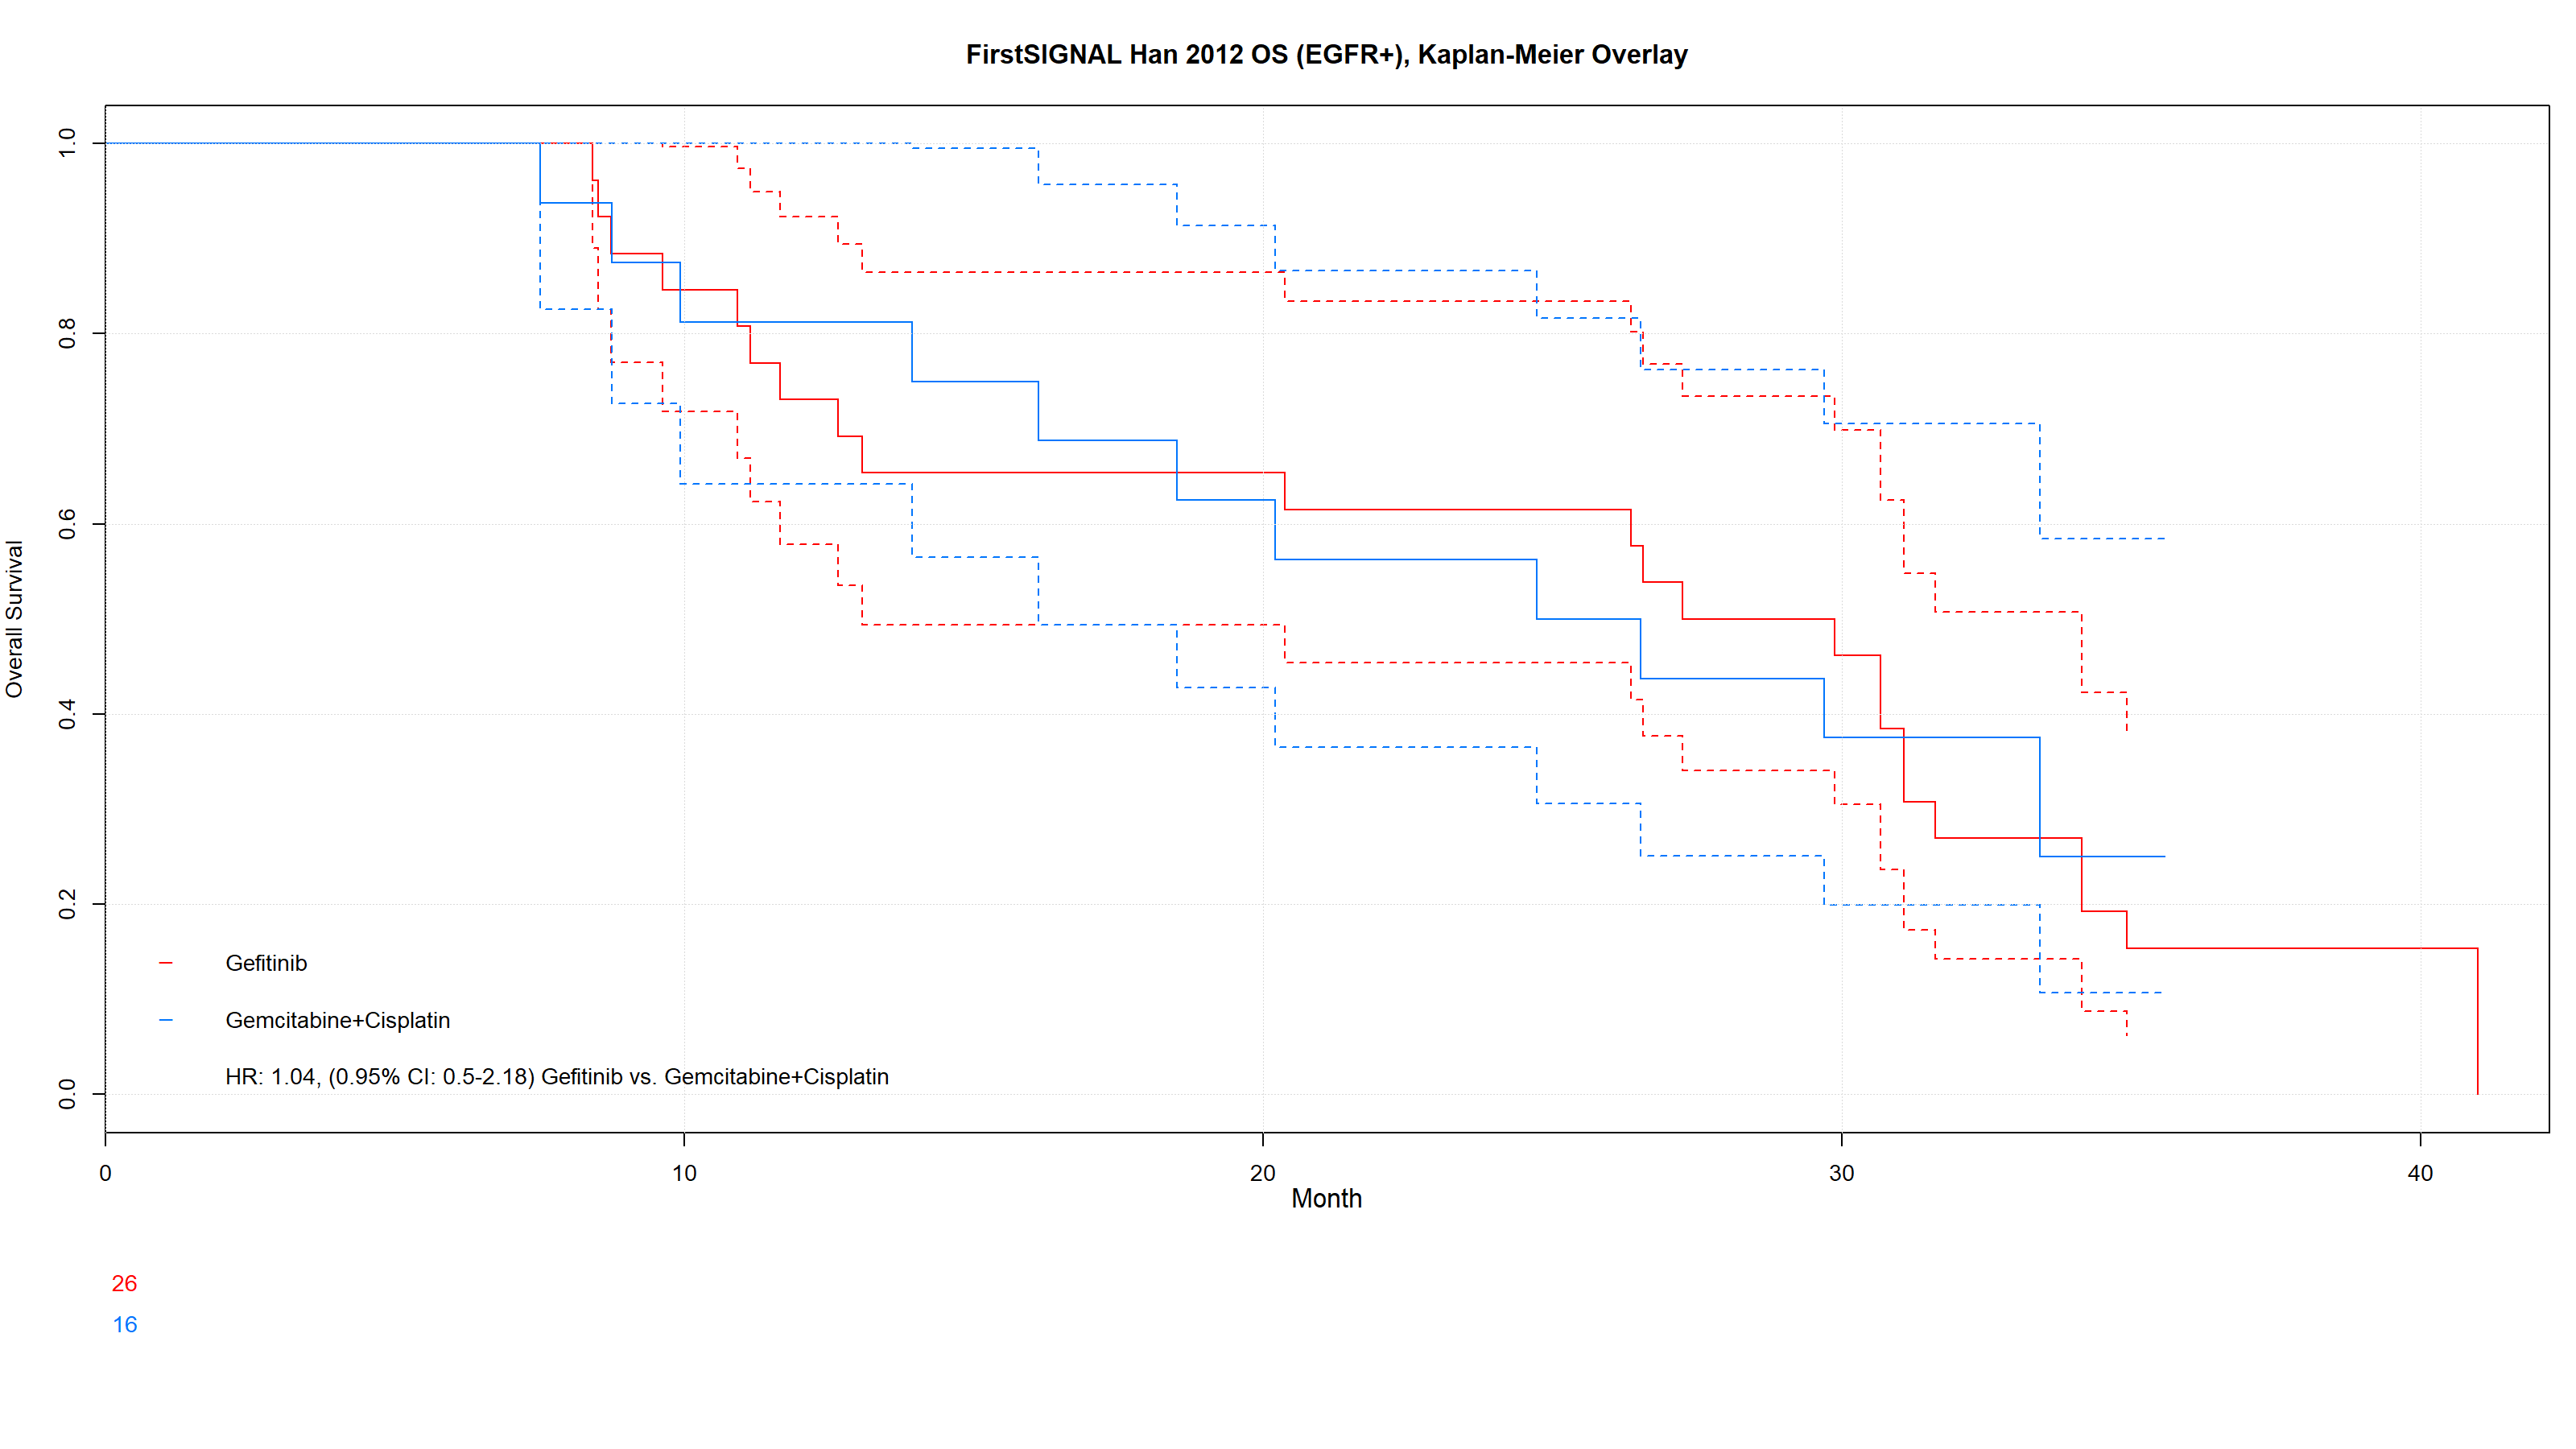 FirstSIGNAL Han 2012 OS (EGFR+), Kaplan-Meier Overlay
1.0
0.8
0.6
0.4
0.2
0.0
Overall Survival
Gefitinib
Gemcitabine+Cisplatin
HR: 1.04, (0.95% CI: 0.5-2.18) Gefitinib vs. Gemcitabine+Cisplatin
0 10 20 30 40
Month
26
16